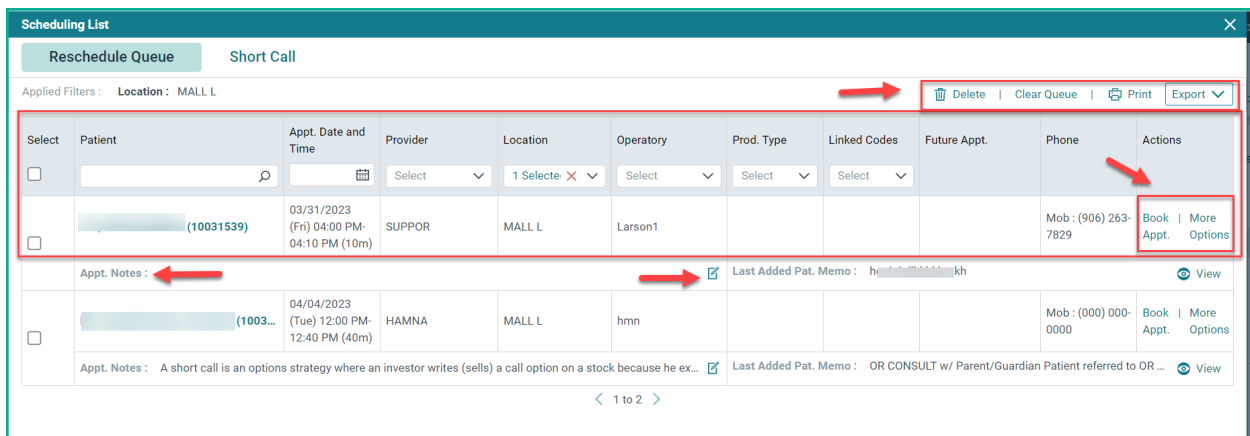 Scheduling List
Reschedule Queue Short Call
Applied Filters : Location : MALL L Delete | Clear Queue | Print Export
Select Patient Appt. Date and Time Provider Location Operatory Prod. Type Linked Codes Future Appt. Phone Actions
Select 1 Selecte Select Select Select
(10031539) 03/31/2023 (Fri) 04:00 PM-04:10 PM (10m) SUPPOR MALL L Larson1 Mob : (906) 263-7829 Book Appt. | More Options
Appt. Notes : Last Added Pat. Memo : kh View
(1003... 04/04/2023 (Tue) 12:00 PM-12:40 PM (40m) HAMNA MALL L hmn Mob : (000) 000-0000 Book Appt. | More Options
Appt. Notes : A short call is an options strategy where an investor writes (sells) a call option on a stock because he ex... Last Added Pat. Memo : OR CONSULT w/ Parent/Guardian Patient referred to OR ... View
1 to 2